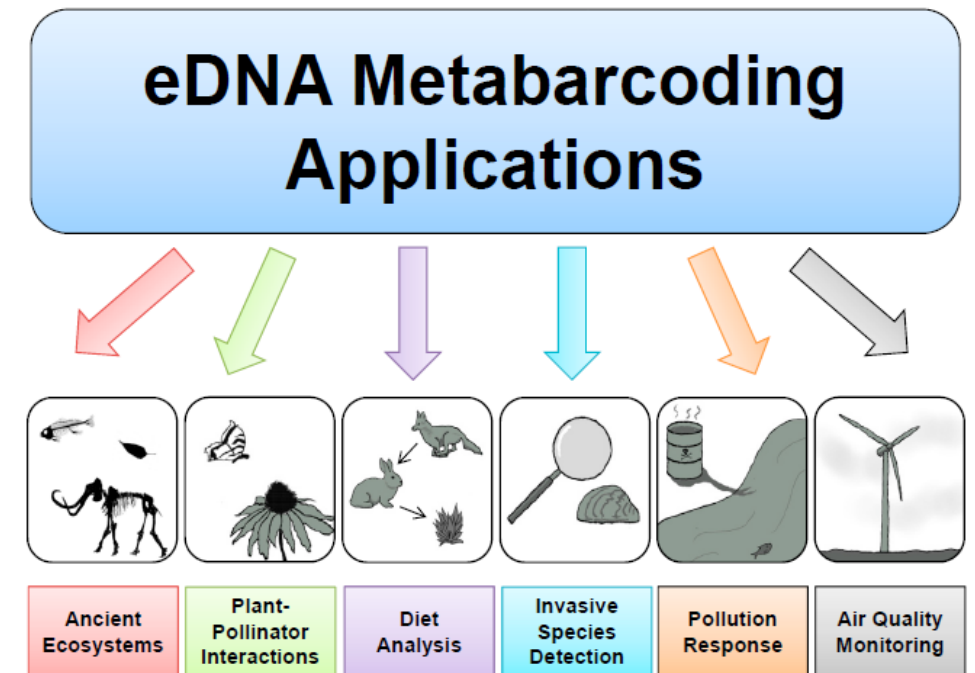 eDNA Metabarcoding
Applications
Ancient
Ecosystems
Plant-
Pollinator
Interactions
Diet
Analysis
Invasive
Species
Detection
Pollution
Response
Air Quality
Monitoring